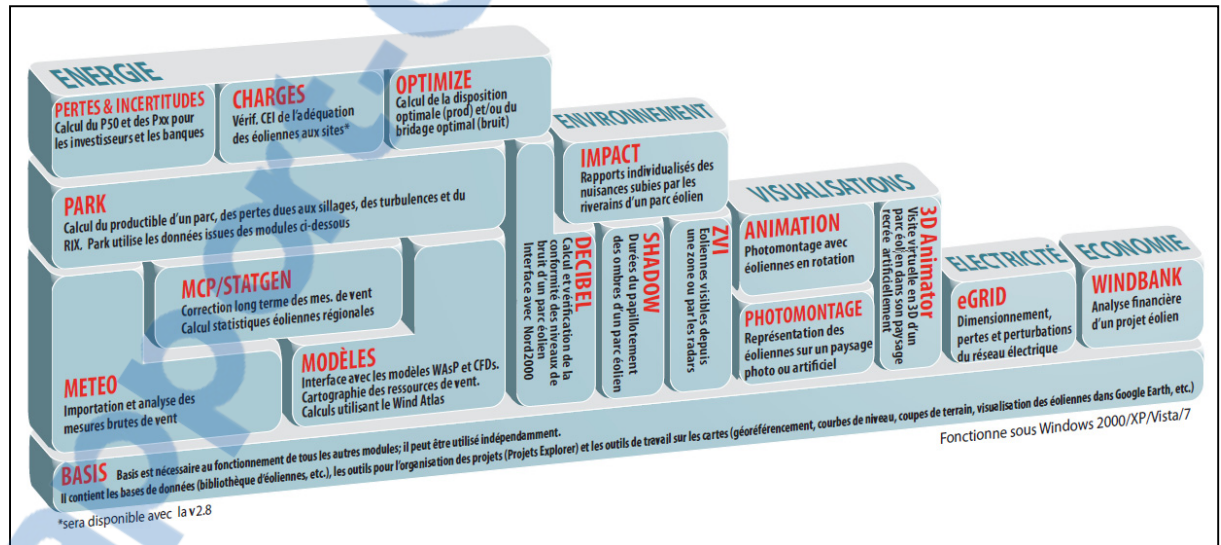 ENERGIE
PERTES & INCERTITUDES
Calcul du P50 et des Pxx pour
les investisseurs et les banques
CHARGES
Vérif. CEI de l'adéquation
des éoliennes aux sites*
OPTIMIZE
Calcul de la disposition
optimale (prod) et/ou du
bridage optimal (bruit)
PARK
Calcul du productible d'un parc, des pertes dues aux sillages, des turbulences et du
RIX. Park utilise les données issues des modules ci-dessous
MCP/STATGEN
Correction long terme des mes. de vent
Calcul statistiques éoliennes régionales
METEO
Importation et analyse des
mesures brutes de vent
MODÈLES
Interface avec les modèles WAsP et CFDs.
Cartographie des ressources de vent.
Calculs utilisant le Wind Atlas
ENVIRONNEMENT
IMPACT
Rapports individualisés des
nuisances subies par les
riverains d'un parc éolien
DECIBEL
Calcul et vérification de la
conformité des niveaux de
bruit d'un parc éolien
Interface avec Nord2000
SHADOW
Durées du papillotement
des ombres d'un parc éolien
ZVI
Eoliennes visibles depuis
une zone ou par les radars
VISUALISATIONS
ANIMATION
Photomontage avec
éoliennes en rotation
PHOTOMONTAGE
Représentation des
éoliennes sur un paysage
photo ou artificiel
3D Animator
Visite virtuelle en 3D d'un
parc éolien dans son paysage
recrée artificiellement
ELECTRICITÉ
eGRID
Dimensionnement,
pertes et perturbations
du réseau électrique
ECONOMIE
WINDBANK
Analyse financière
d'un projet éolien
BASIS Basis est nécessaire au fonctionnement de tous les autres modules; il peut être utilisé indépendamment.
Il contient les bases de données (bibliothèque d'éoliennes, etc.), les outils pour l'organisation des projets (Projets Explorer) et les outils de travail sur les cartes (géoréférencement, courbes de niveau, coupes de terrain, visualisation des éoliennes dans Google Earth, etc.)
*sera disponible avec la v2.8
Fonctionne sous Windows 2000/XP/Vista/7